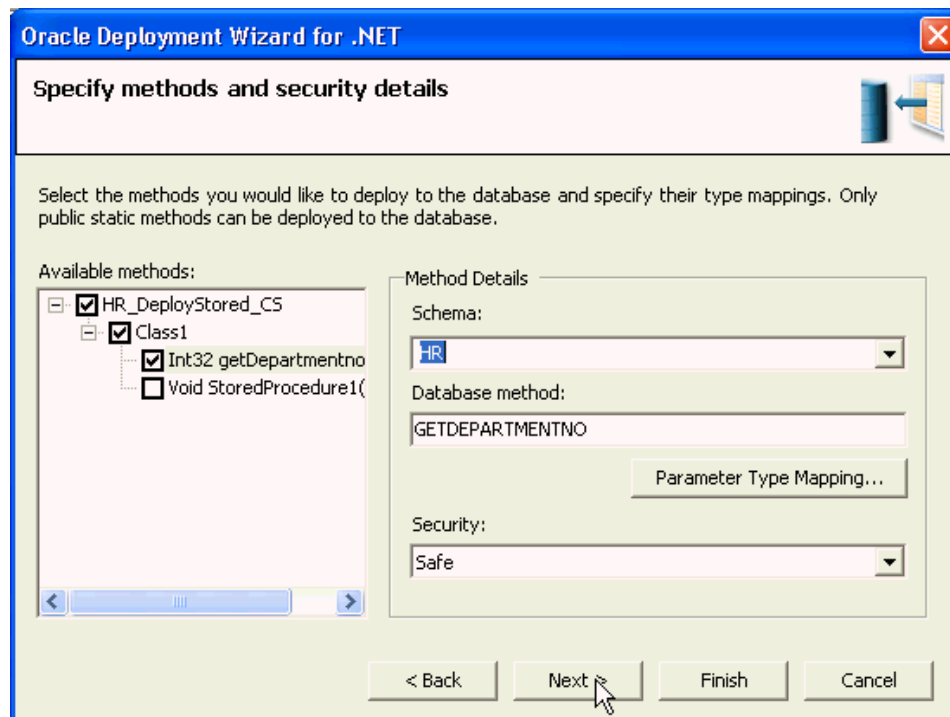 Oracle Deployment Wizard for .NET
Specify methods and security details
Select the methods you would like to deploy to the database and specify their type mappings. Only
public static methods can be deployed to the database.
Available methods:
HR_DeployStored_CS
Class1
Int32 getDepartmentno
Void StoredProcedure1(
Method Details
Schema:
HR
Database method:
GETDEPARTMENTNO
Parameter Type Mapping...
Security:
Safe
< Back
Next >
Finish
Cancel